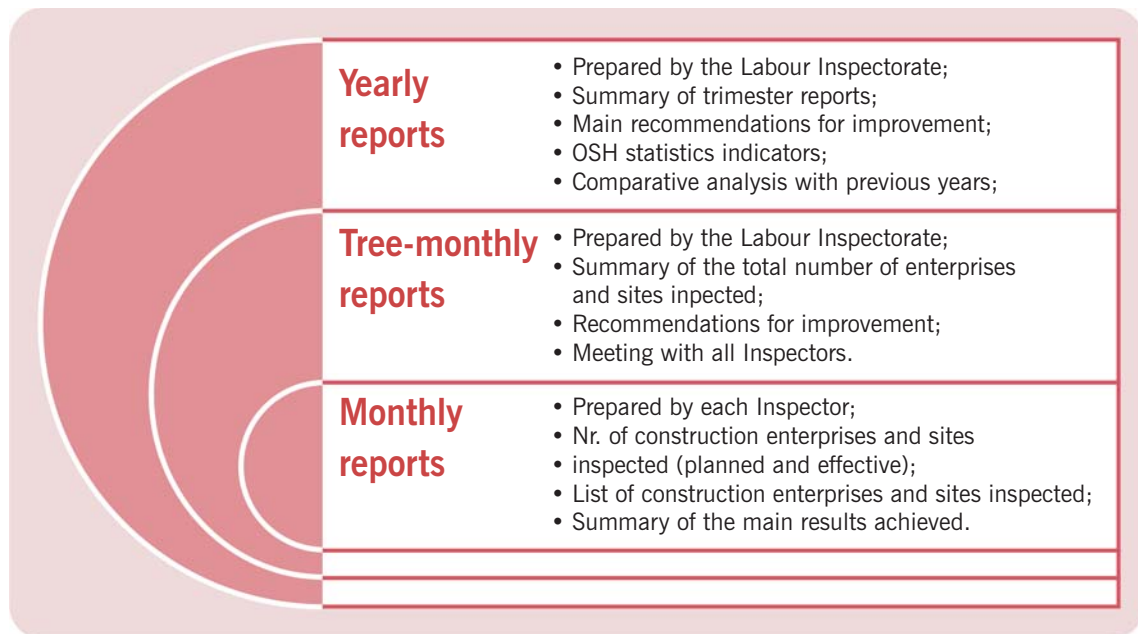 Yearly
reports
• Prepared by the Labour Inspectorate;
• Summary of trimester reports;
• Main recommendations for improvement;
• OSH statistics indicators;
• Comparative analysis with previous years;
Tree-monthly
reports
• Prepared by the Labour Inspectorate;
• Summary of the total number of enterprises
and sites inpected;
• Recommendations for improvement;
• Meeting with all Inspectors.
Monthly
reports
• Prepared by each Inspector;
• Nr. of construction enterprises and sites
• inspected (planned and effective);
• List of construction enterprises and sites inspected;
• Summary of the main results achieved.